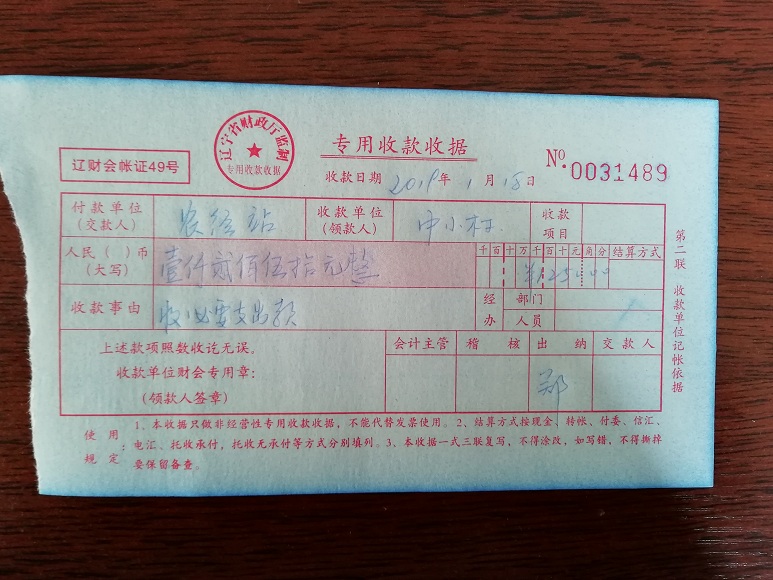 辽宁省财政厅监制
专用收款收据
辽财会帐证49号
专用收款收据
收款日期 2019年 1月 18日
No. 0031489
付款单位(交款人) 农经站 收款单位(领款人) 中小村 收款项目
人民( )币(大写) 壹仟贰佰伍拾元整 千百十万千百十元角分 结算方式
¥125000
收款事由 收必要支出款 经办 部门
人员
上述款项照数收讫无误。 会计主管 稽核 出纳 交款人
收款单位财会专用章:
(领款人签章) 郑
使用规定: 1、本收据只做非经营性专用收款收据,不能代替发票使用。2、结算方式按现金、转帐、付委、信汇、
电汇、托收承付,托收无承付等方式分别填列。3、本收据一式三联复写,不得涂改,如写错,不得撕掉
要保留备查。
第二联 收款单位记帐依据